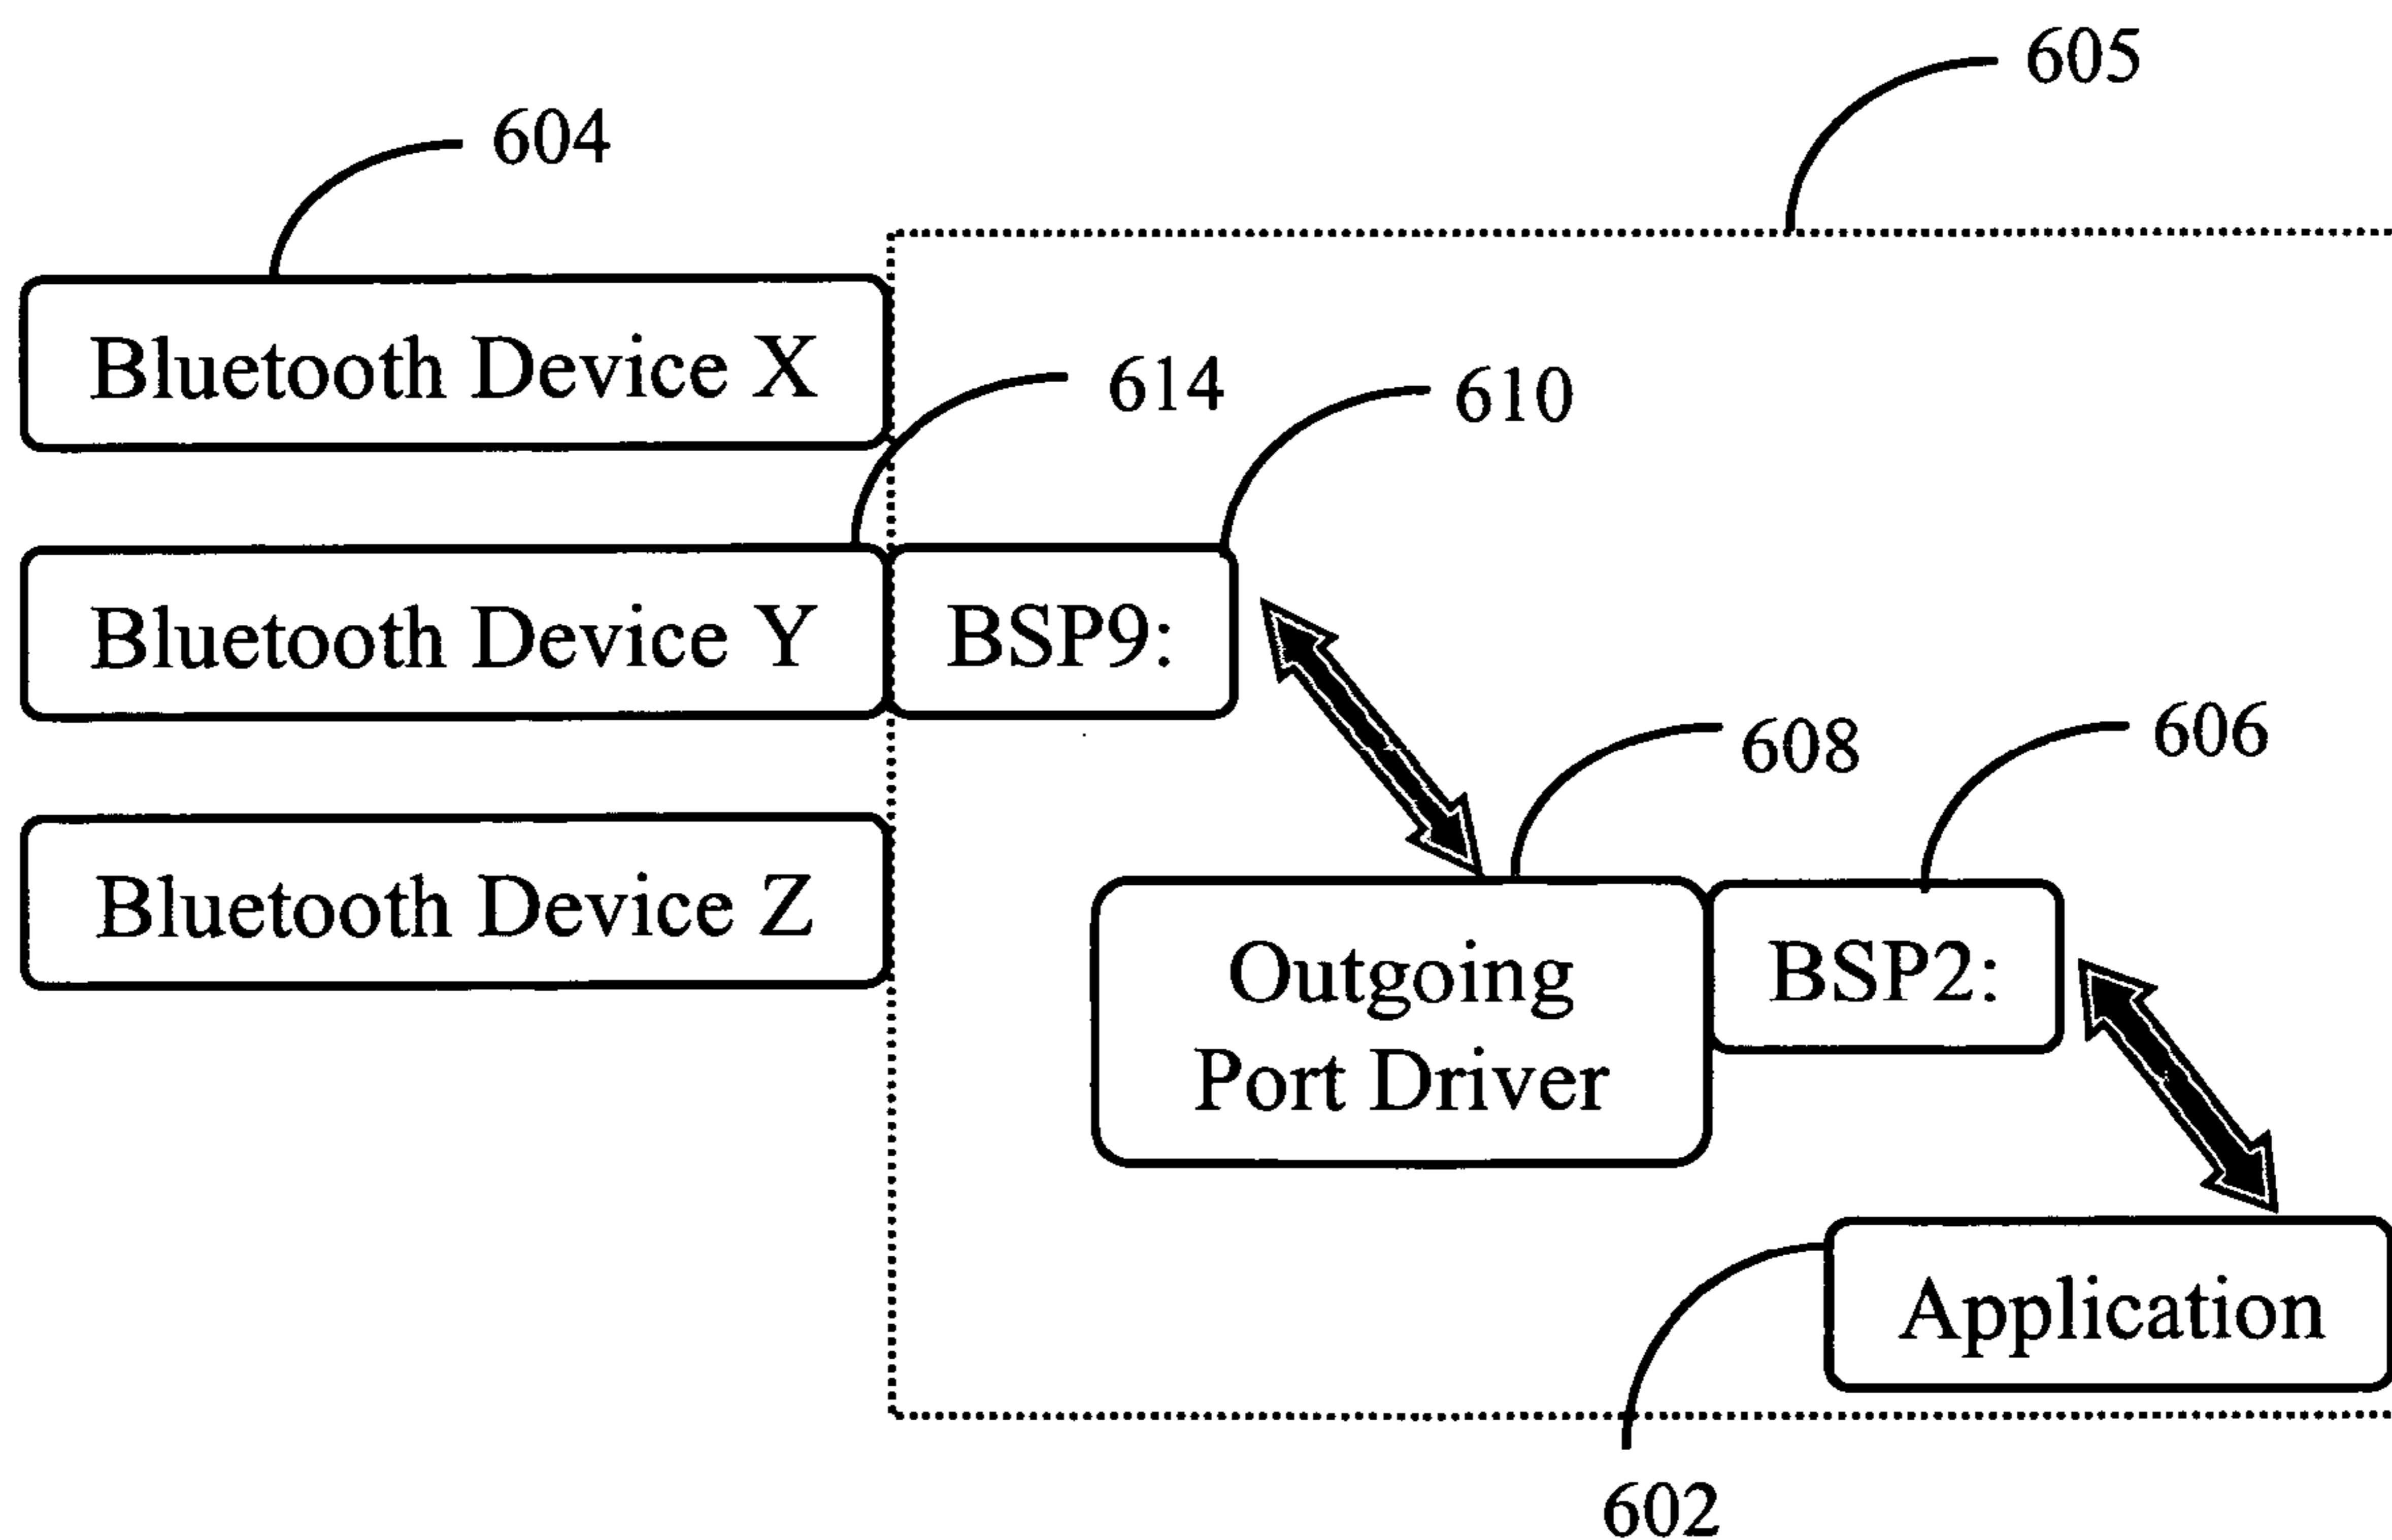 605
604
Bluetooth Device X
614
610
Bluetooth Device Y
BSP9:
608
606
Bluetooth Device Z
Outgoing
Port Driver
BSP2:
Application
602